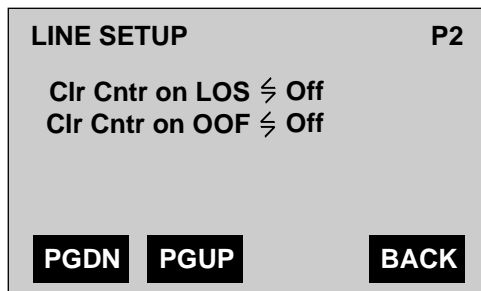 LINE SETUP P2
Clr Cntr on LOS ⇋ Off
Clr Cntr on OOF ⇋ Off
PGDN PGUP BACK